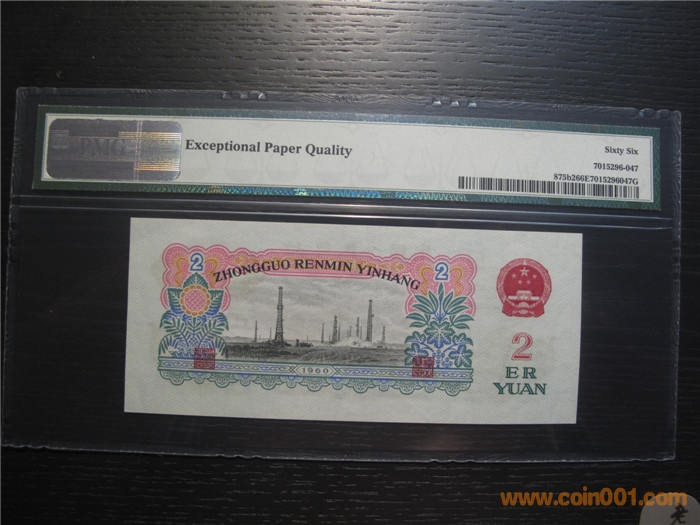 PMG
Exceptional Paper Quality
Sixty Six
7015296-047
875b266E7015296047G
2
2
ZHONGGUO RENMIN YINHANG
1960
2
ER
YUAN
www.coin001.com